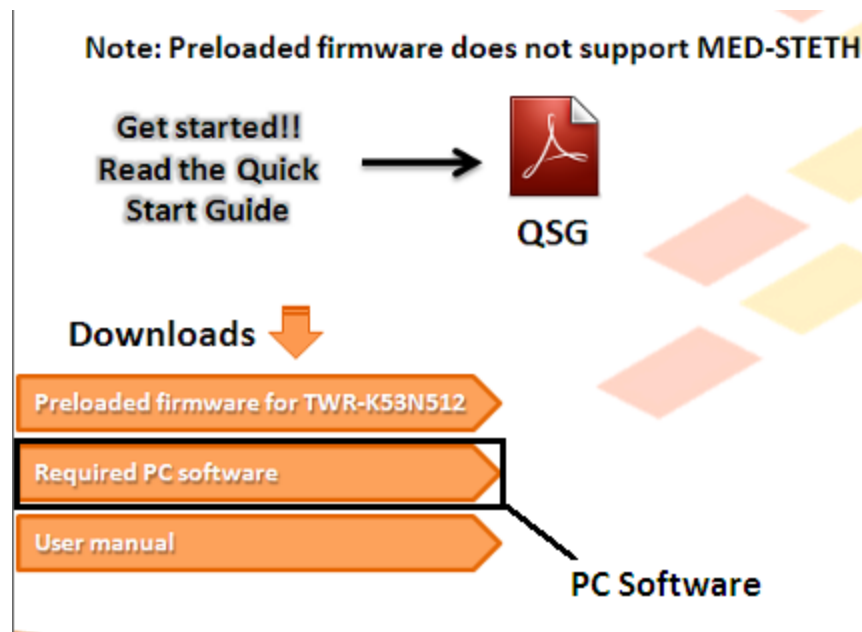 Note: Preloaded firmware does not support MED-STETH
Get started!!
Read the Quick
Start Guide
QSG
Downloads
Preloaded firmware for TWR-K53N512
Required PC software
User manual
PC Software